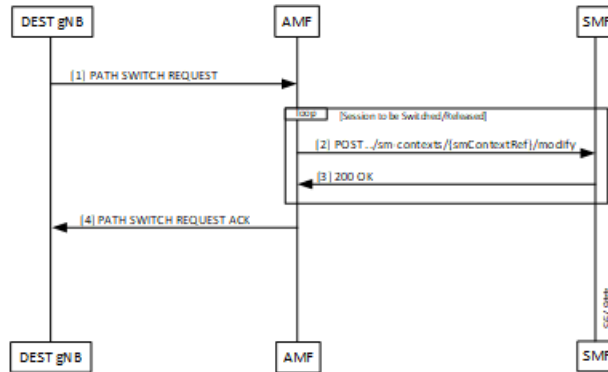 DEST gNB
AMF
SMF
(1) PATH SWITCH REQUEST
loop
[Session to be Switched/Released]
(2) POST ../sm-contexts/{smContextRef}/modify
(3) 200 OK
(4) PATH SWITCH REQUEST ACK
DEST gNB
AMF
SMF